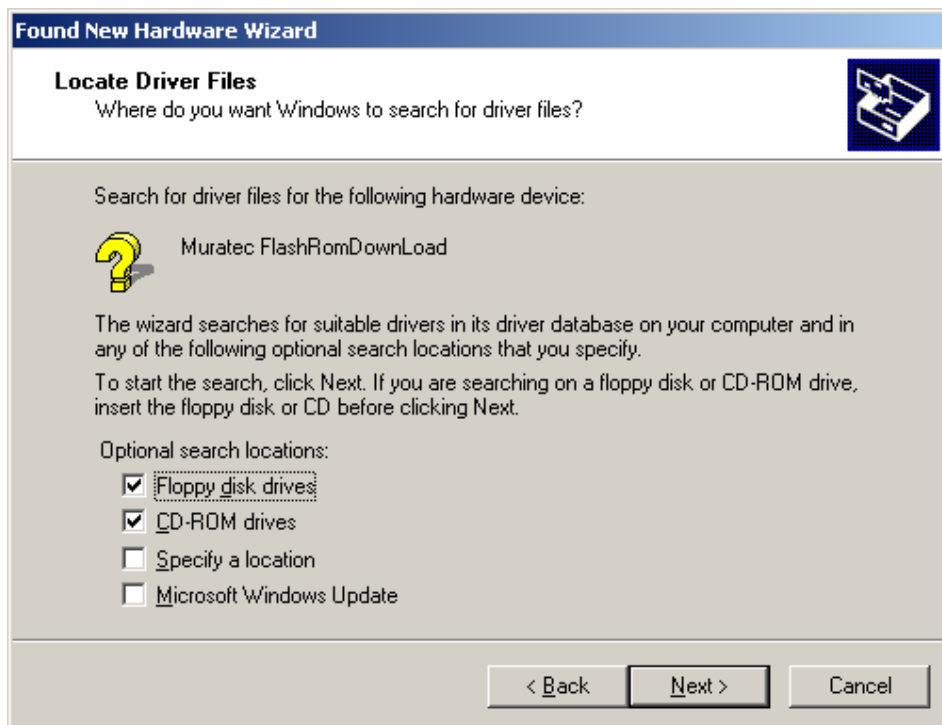 Found New Hardware Wizard
Locate Driver Files
Where do you want Windows to search for driver files?
Search for driver files for the following hardware device:
Muratec FlashRomDownLoad
The wizard searches for suitable drivers in its driver database on your computer and in
any of the following optional search locations that you specify.
To start the search, click Next. If you are searching on a floppy disk or CD-ROM drive,
insert the floppy disk or CD before clicking Next.
Optional search locations:
Floppy disk drives
CD-ROM drives
Specify a location
Microsoft Windows Update
< Back Next > Cancel